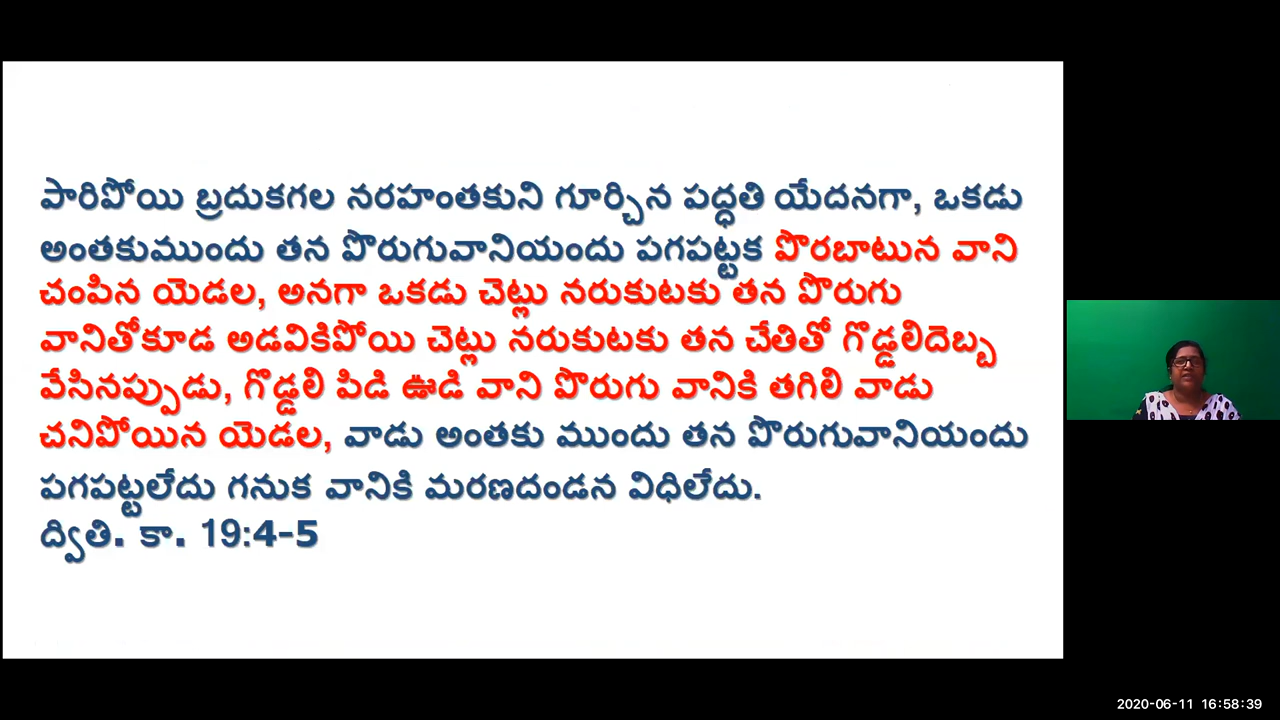 పారిపోయి బ్రదుకగల నరహంతకుని గూర్చిన పద్ధతి యేదనగా, ఒకడు
అంతకుముందు తన పొరుగువానియందు పగపట్టక పొరబాటున వాని
చంపిన యెడల, అనగా ఒకడు చెట్లు నరుకుటకు తన పొరుగు
వానితోకూడ అడవికిపోయి చెట్లు నరుకుటకు తన చేతితో గొడ్డలిదెబ్బ
వేసినప్పుడు, గొడ్డలి పిడి ఊడి వాని పొరుగు వానికి తగిలి వాడు
చనిపోయిన యెడల, వాడు అంతకు ముందు తన పొరుగువానియందు
పగపట్టలేదు గనుక వానికి మరణదండన విధిలేదు.
ద్వితి. కా. 19:4-5
2020-06-11 16:58:39